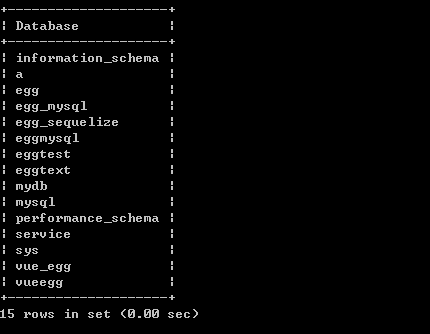 +--------------------+
| Database           |
+--------------------+
| information_schema |
| a                  |
| egg                |
| egg_mysql          |
| egg_sequelize      |
| eggmysql           |
| eggtest            |
| eggtext            |
| mydb               |
| mysql              |
| performance_schema |
| service            |
| sys                |
| vue_egg            |
| vueegg             |
+--------------------+
15 rows in set (0.00 sec)